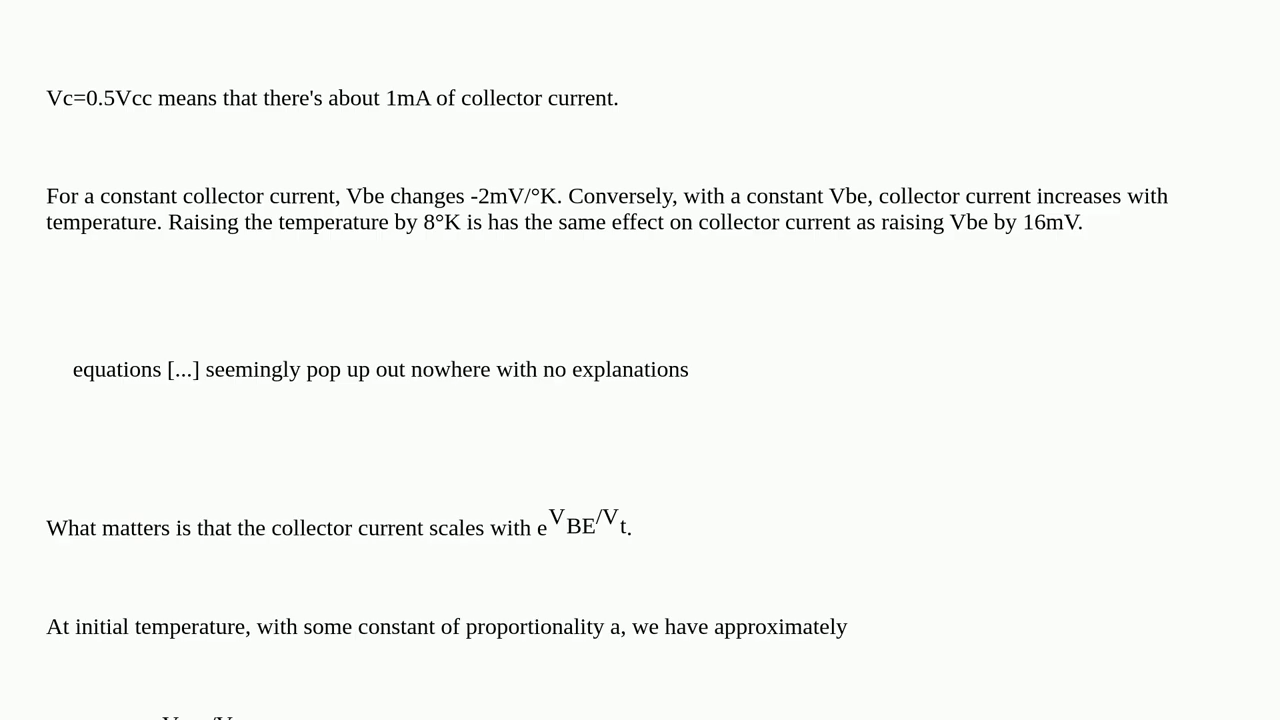 Vc=0.5Vcc means that there's about 1mA of collector current.
For a constant collector current, Vbe changes -2mV/°K. Conversely, with a constant Vbe, collector current increases with
temperature. Raising the temperature by 8°K is has the same effect on collector current as raising Vbe by 16mV.
equations [...] seemingly pop up out nowhere with no explanations
What matters is that the collector current scales with eVBE/Vt.
At initial temperature, with some constant of proportionality a, we have approximately